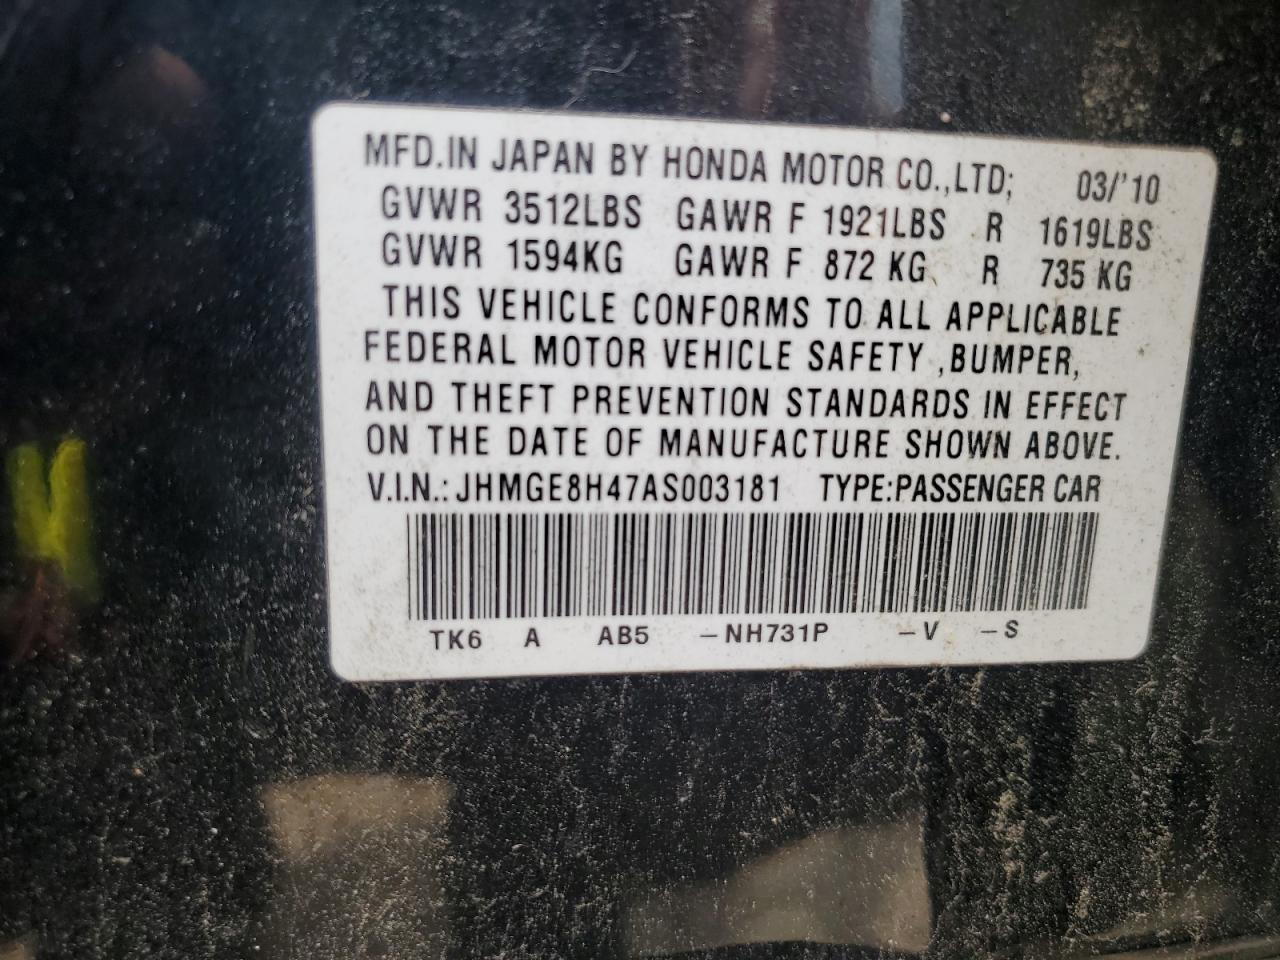 MFD.IN JAPAN BY HONDA MOTOR CO.,LTD; 03/'10
GVWR 3512LBS GAWR F 1921LBS R 1619LBS
GVWR 1594KG GAWR F 872 KG R 735 KG
THIS VEHICLE CONFORMS TO ALL APPLICABLE
FEDERAL MOTOR VEHICLE SAFETY ,BUMPER,
AND THEFT PREVENTION STANDARDS IN EFFECT
ON THE DATE OF MANUFACTURE SHOWN ABOVE.
V.I.N.: JHMGE8H47AS003181 TYPE:PASSENGER CAR
TK6 A AB5 -NH731P -V -S